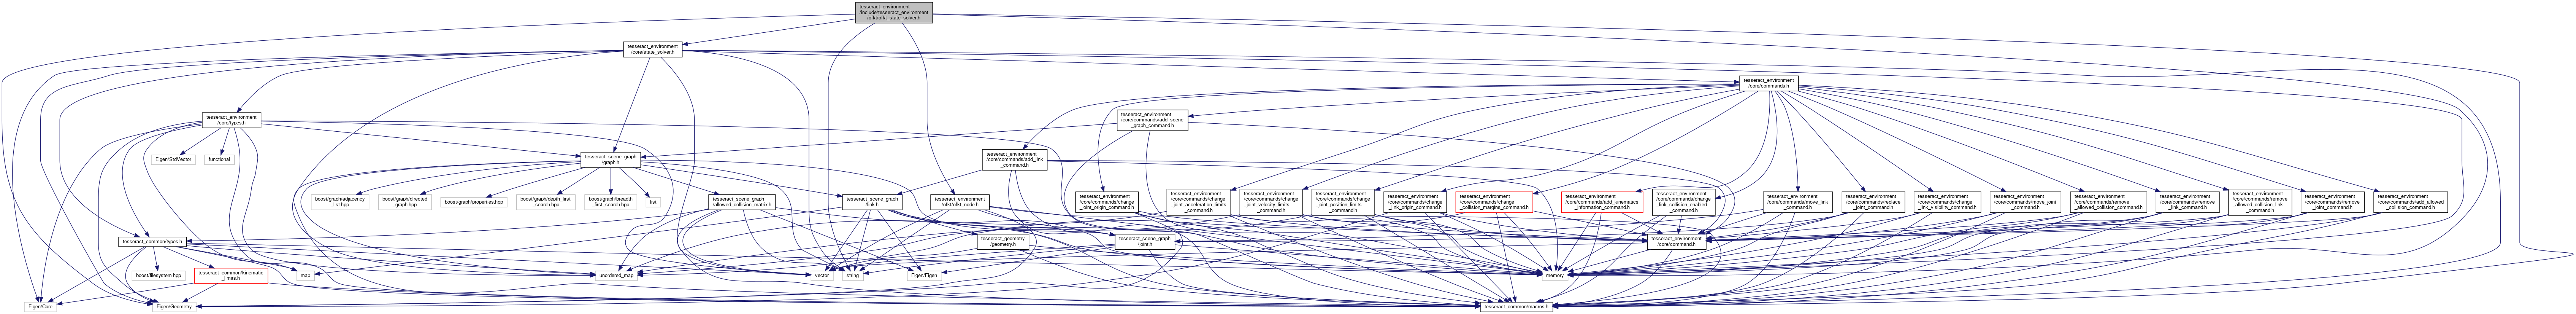 tesseract_environment
/include/tesseract_environment
/ofkt/ofkt_state_solver.h
tesseract_environment
/core/state_solver.h
tesseract_environment
/core/commands.h
tesseract_environment
/core/types.h
tesseract_environment
/core/commands/add_scene
_graph_command.h
Eigen/StdVector
functional
tesseract_scene_graph
/graph.h
tesseract_environment
/core/commands/add_link
_command.h
boost/graph/adjacency
_list.hpp
boost/graph/directed
_graph.hpp
boost/graph/properties.hpp
boost/graph/depth_first
_search.hpp
boost/graph/breadth
_first_search.hpp
list
tesseract_scene_graph
/allowed_collision_matrix.h
tesseract_scene_graph
/link.h
tesseract_environment
/ofkt/ofkt_node.h
tesseract_environment
/core/commands/change
_joint_origin_command.h
tesseract_environment
/core/commands/change
_joint_acceleration_limits
_command.h
tesseract_environment
/core/commands/change
_joint_velocity_limits
_command.h
tesseract_environment
/core/commands/change
_joint_position_limits
_command.h
tesseract_environment
/core/commands/change
_link_origin_command.h
tesseract_environment
/core/commands/change
_collision_margins_command.h
tesseract_environment
/core/commands/add_kinematics
_information_command.h
tesseract_environment
/core/commands/change
_link_collision_enabled
_command.h
tesseract_environment
/core/commands/move_link
_command.h
tesseract_environment
/core/commands/replace
_joint_command.h
tesseract_environment
/core/commands/change
_link_visibility_command.h
tesseract_environment
/core/commands/move_joint
_command.h
tesseract_environment
/core/commands/remove
_allowed_collision_command.h
tesseract_environment
/core/commands/remove
_link_command.h
tesseract_environment
/core/commands/remove
_allowed_collision_link
_command.h
tesseract_environment
/core/commands/remove
_joint_command.h
tesseract_environment
/core/commands/add_allowed
_collision_command.h
tesseract_common/types.h
tesseract_geometry
/geometry.h
tesseract_scene_graph
/joint.h
tesseract_environment
/core/command.h
boost/filesystem.hpp
tesseract_common/kinematic
_limits.h
map
unordered_map
vector
string
Eigen/Eigen
memory
Eigen/Core
Eigen/Geometry
tesseract_common/macros.h